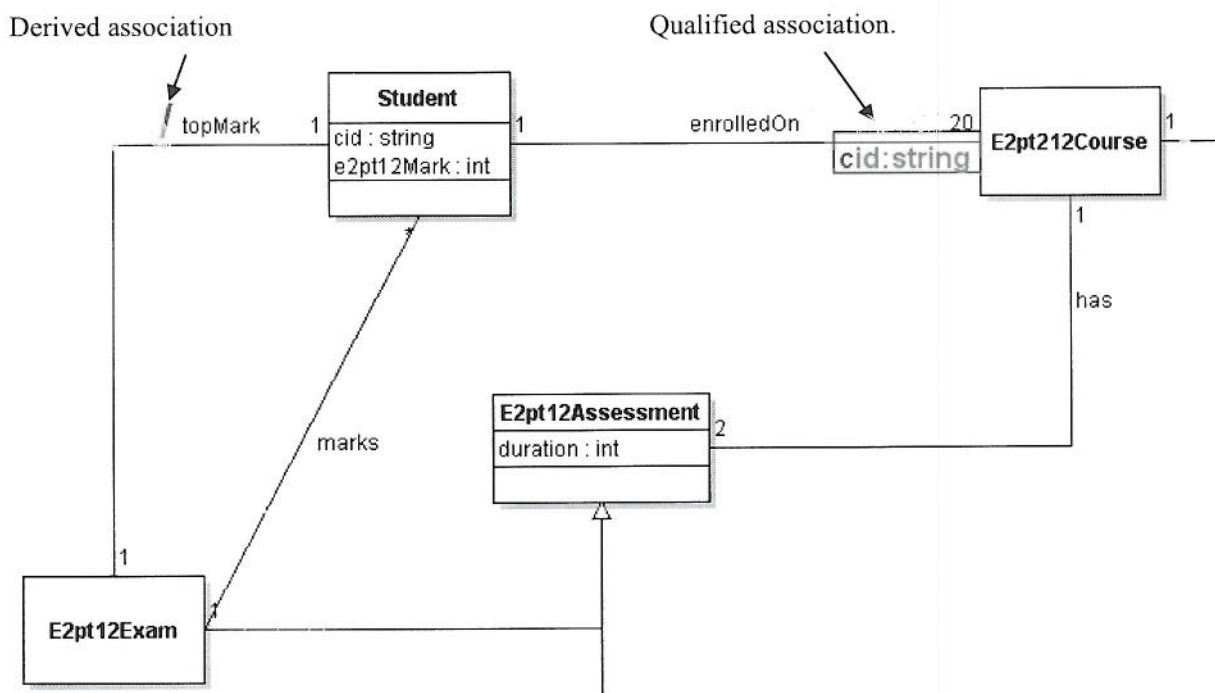 Derived association
Qualified association.
Student
cid : string
e2pt12Mark : int
topMark
1
1
enrolledOn
20
cid:string
E2pt212Course
1
1
has
*
marks
E2pt12Assessment
duration : int
2
1
E2pt12Exam
1